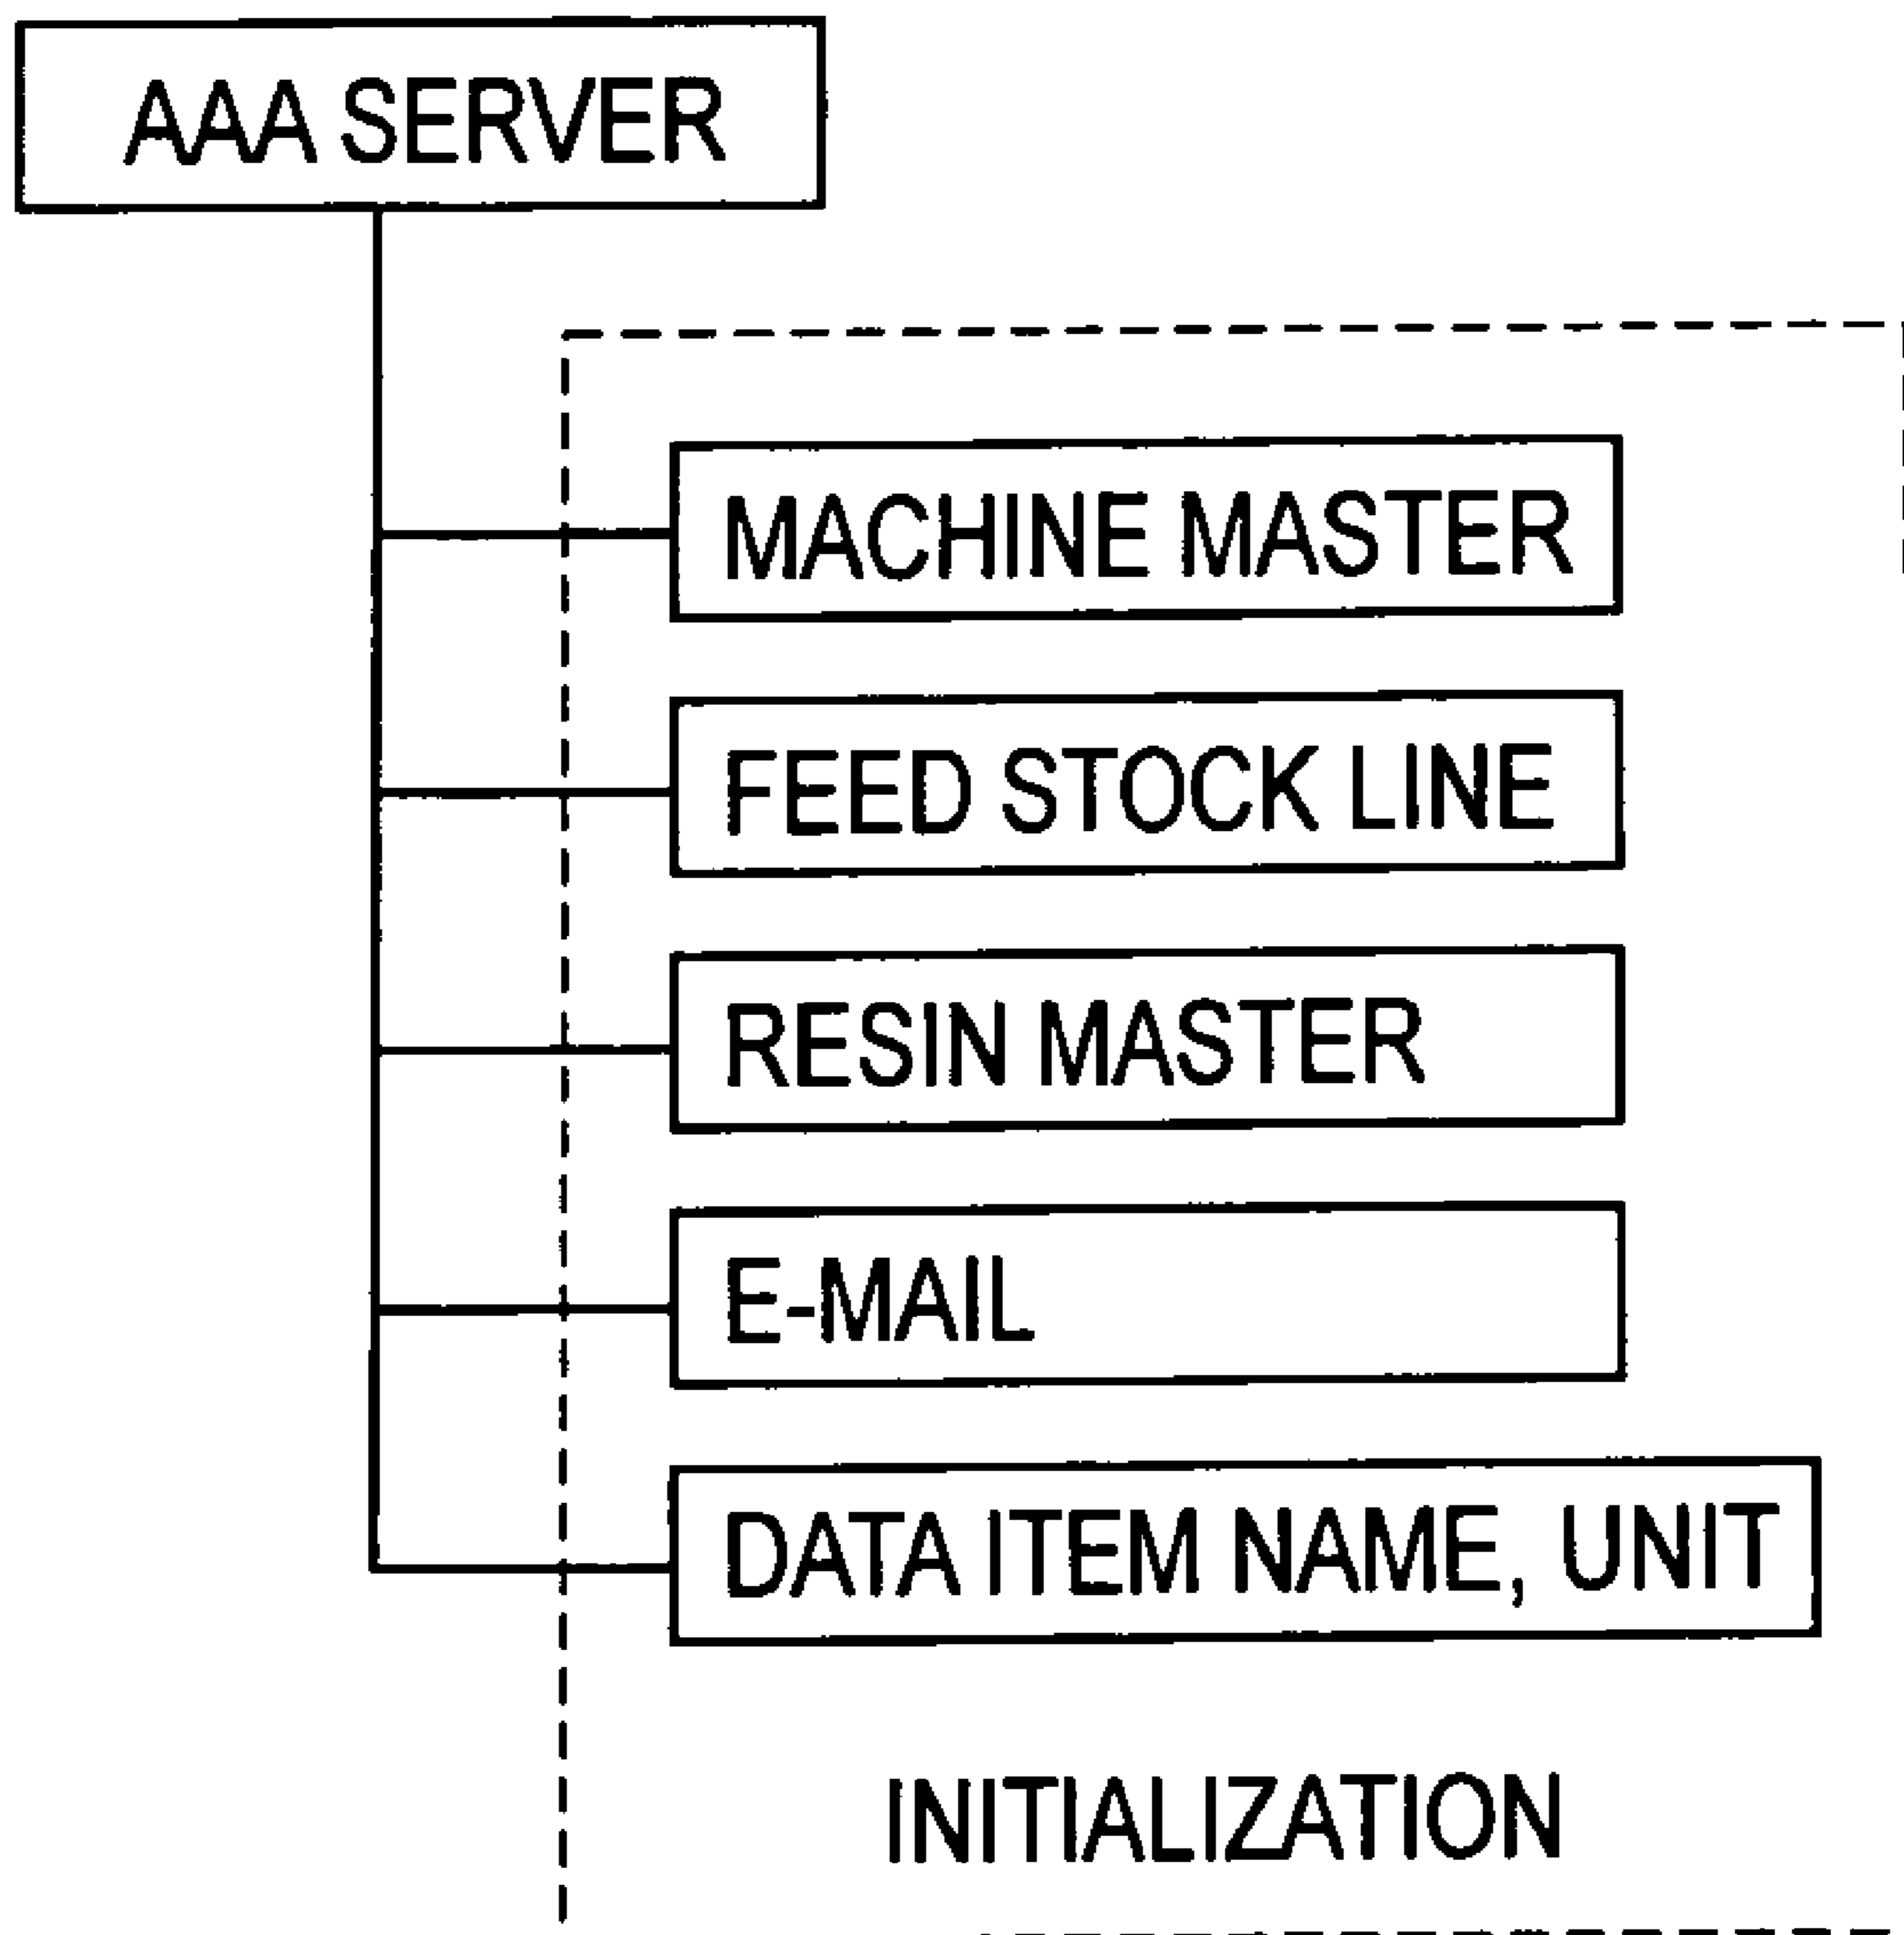 AAA SERVER
MACHINE MASTER
FEED STOCK LINE
RESIN MASTER
E-MAIL
DATA ITEM NAME, UNIT
INITIALIZATION